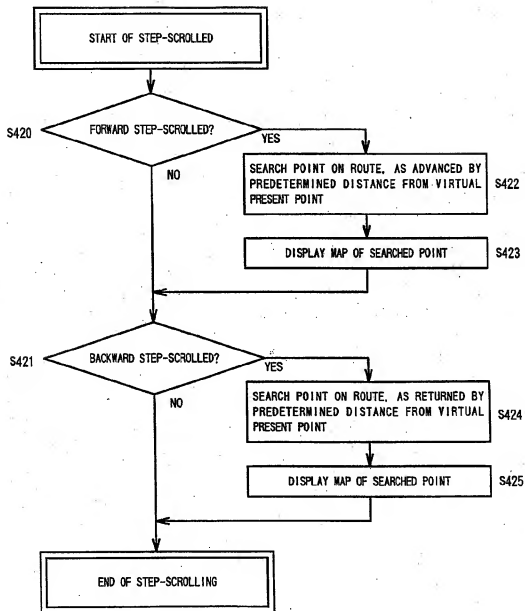 START OF STEP-SCROLLED
S420
FORWARD STEP-SCROLLED?
YES
NO
SEARCH POINT ON ROUTE, AS ADVANCED BY
PREDETERMINED DISTANCE FROM VIRTUAL
PRESENT POINT
S422
DISPLAY MAP OF SEARCHED POINT
S423
S421
BACKWARD STEP-SCROLLED?
YES
NO
SEARCH POINT ON ROUTE, AS RETURNED BY
PREDETERMINED DISTANCE FROM VIRTUAL
PRESENT POINT
S424
DISPLAY MAP OF SEARCHED POINT
S425
END OF STEP-SCROLLING